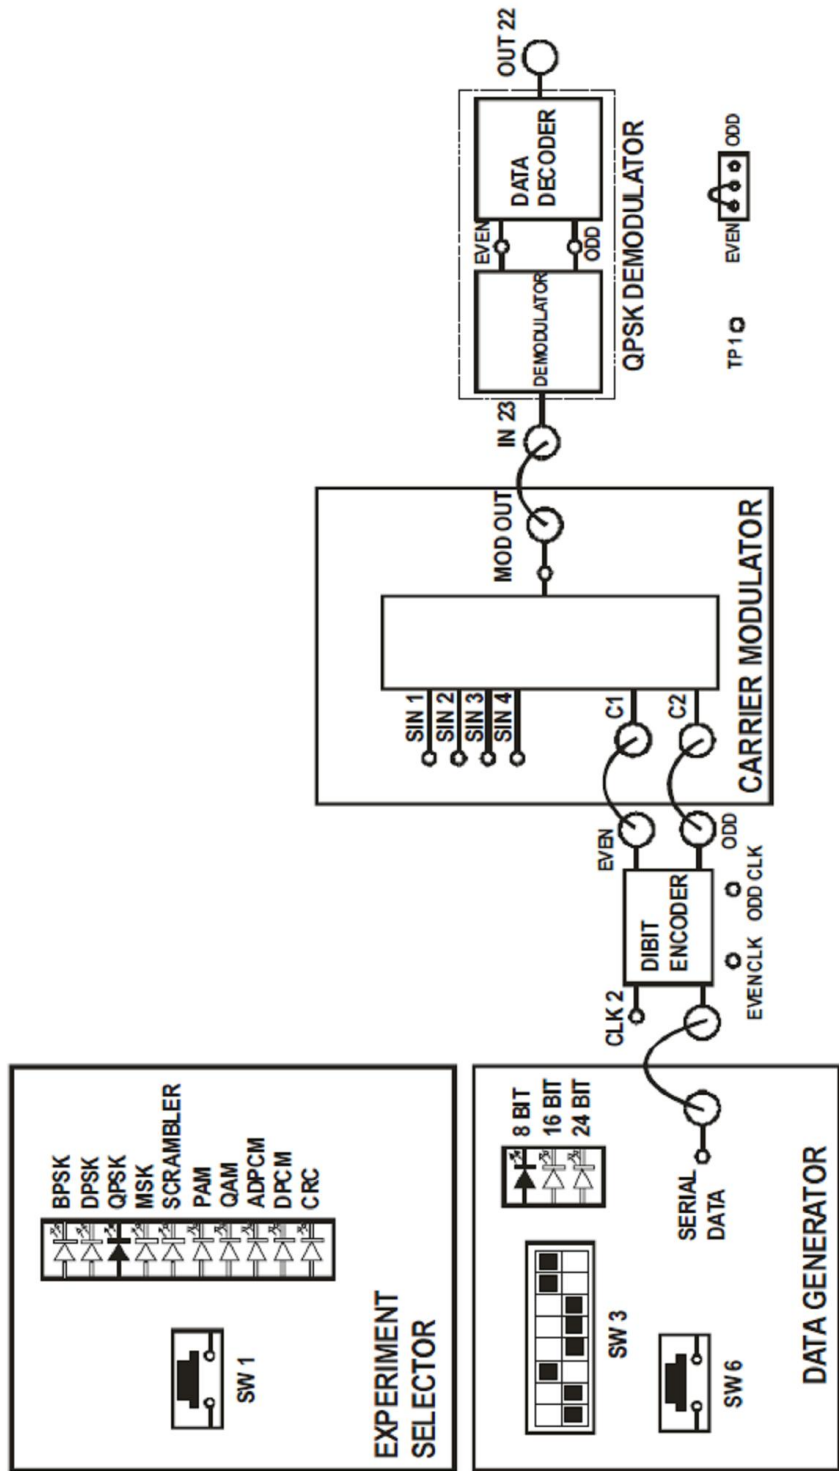 BPSK
DPSK
QPSK
MSK
SCRAMBLER
PAM
QAM
ADPCM
DPCM
CRC
SW 1
EXPERIMENT
SELECTOR
8 BIT
16 BIT
24 BIT
SW 3
SERIAL
DATA
SW 6
DATA GENERATOR
CLK 2
DIBIT
ENCODER
EVEN
ODD
EVEN CLK
ODD CLK
SIN 1
SIN 2
SIN 3
SIN 4
C1
C2
MOD OUT
CARRIER MODULATOR
IN 23
DEMODULATOR
EVEN
ODD
DATA
DECODER
OUT 22
QPSK DEMODULATOR
TP1
EVEN
ODD